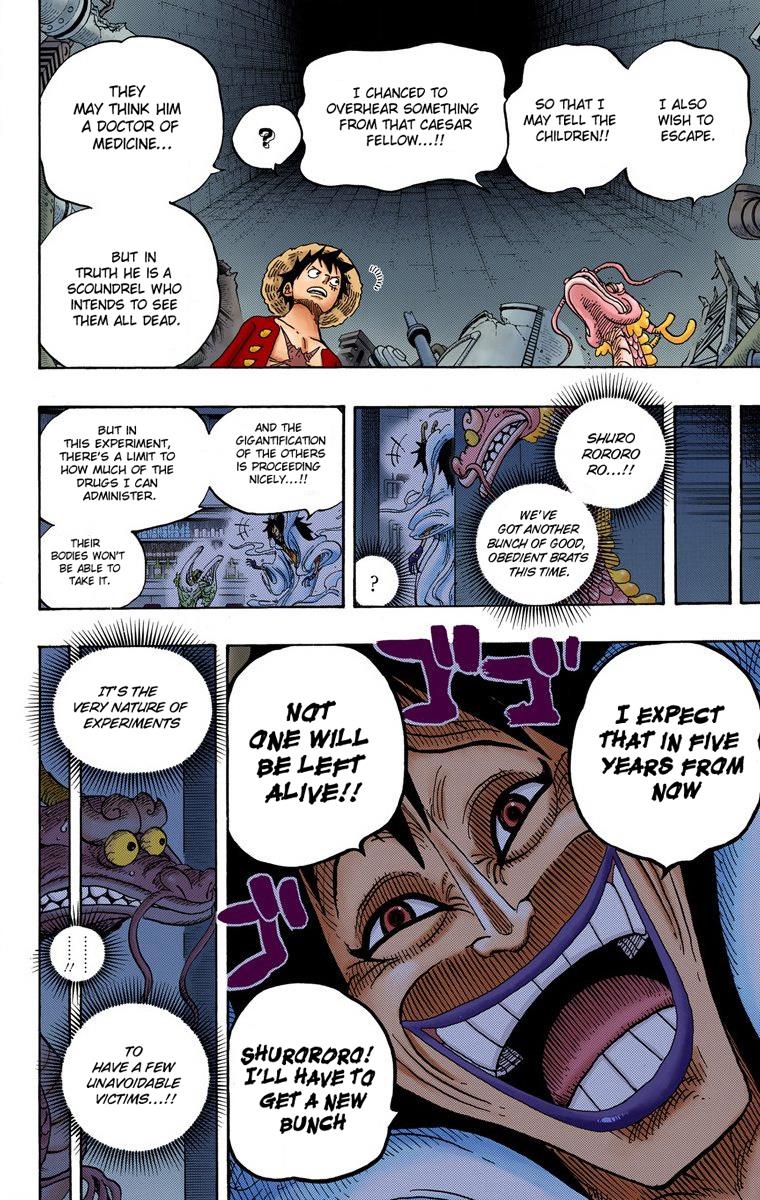 I ALSO
WISH TO
ESCAPE.
SO THAT I
MAY TELL THE
CHILDREN!!
I CHANCED TO
OVERHEAR SOMETHING
FROM THAT CAESAR
FELLOW...!!
?
THEY
MAY THINK HIM
A DOCTOR OF
MEDICINE...
BUT IN
TRUTH HE IS A
SCOUNDREL WHO
INTENDS TO SEE
THEM ALL DEAD.
SHURO
RORORO
RO...!!
WE'VE
GOT ANOTHER
BUNCH OF GOOD,
OBEDIENT BRATS
THIS TIME.
?
AND THE
GIGANTIFICATION
OF THE OTHERS
IS PROCEEDING
NICELY...!!
BUT IN
THIS EXPERIMENT,
THERE'S A LIMIT TO
HOW MUCH OF THE
DRUGS I CAN
ADMINISTER.
THEIR
BODIES WON'T
BE ABLE TO
TAKE IT.
I EXPECT
THAT IN FIVE
YEARS FROM
NOW
ゴゴ
NOT
ONE WILL
BE LEFT
ALIVE!!
ゴ
SHURORORO!
I'LL HAVE TO
GET A NEW
BUNCH
IT'S THE
VERY NATURE OF
EXPERIMENTS
......!!
TO
HAVE A FEW
UNAVOIDABLE
VICTIMS...!!